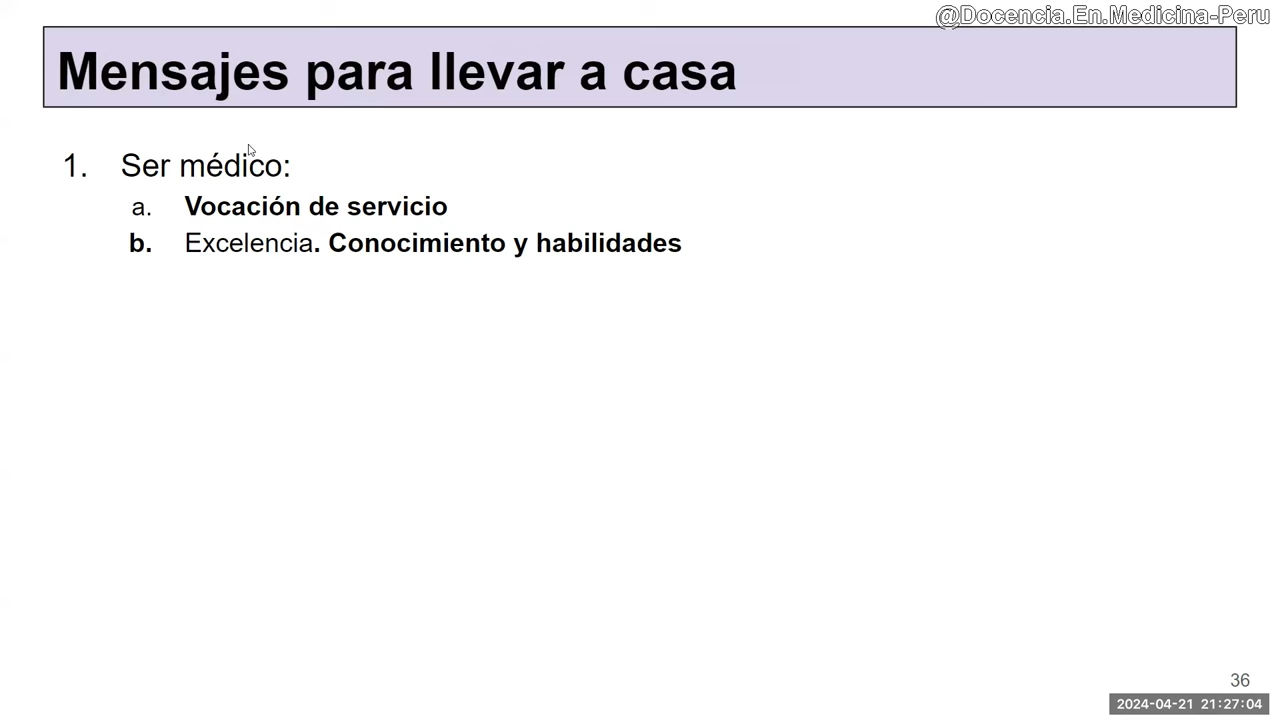 @Docencia.En.Medicina-Peru
Mensajes para llevar a casa
1. Ser médico:
a. Vocación de servicio
b. Excelencia. Conocimiento y habilidades
36
2024-04-21 21:27:04